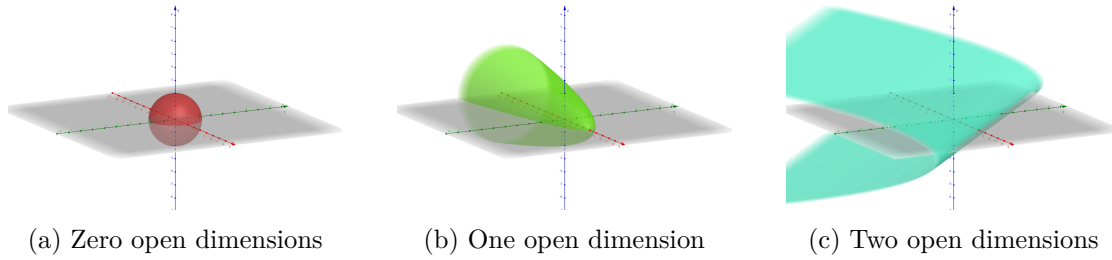 (a) Zero open dimensions
(b) One open dimension
(c) Two open dimensions